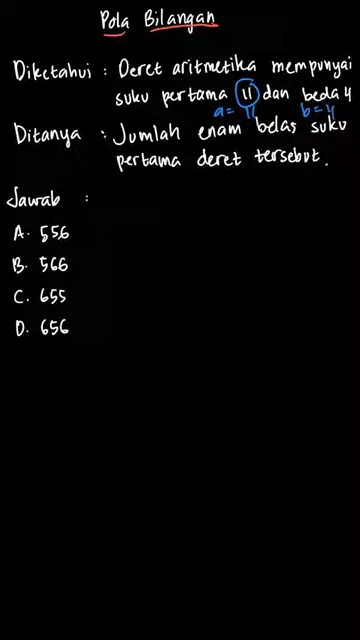 Pola Bilangan
Diketahui : Deret aritmetika mempunyai
suku pertama 11 dan beda 4
a = 11 b = 4
Ditanya : Jumlah enam belas suku
pertama deret tersebut.
Jawab :
A. 556
B. 566
C. 655
D. 656